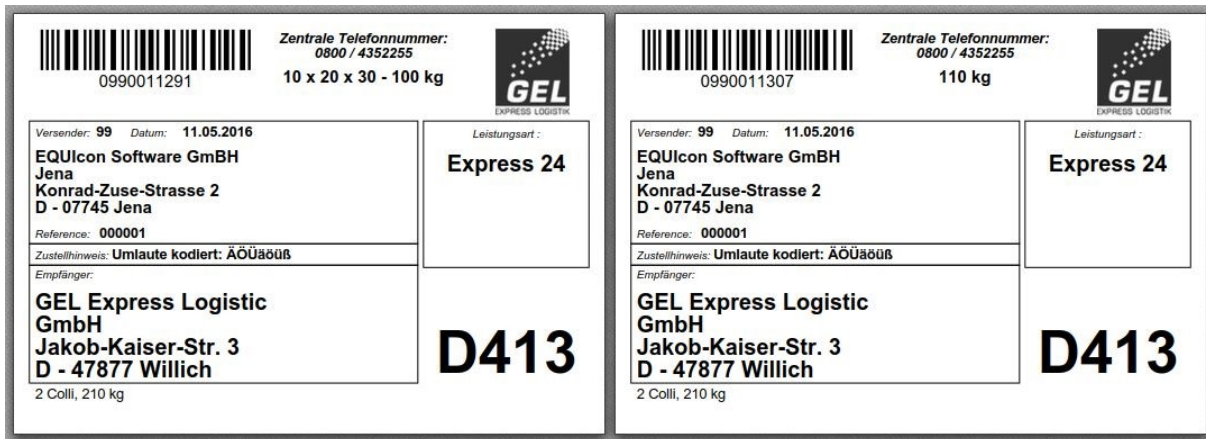 Zentrale Telefonnummer:
0800 / 4352255
10 x 20 x 30 - 100 kg
0990011291
GEL
EXPRESS LOGISTIK
Versender: 99 Datum: 11.05.2016
EQUIcon Software GmBH
Jena
Konrad-Zuse-Strasse 2
D - 07745 Jena
Reference: 000001
Zustellhinweis: Umlaute kodiert: ÄÖÜäöüß
Leistungsart :
Express 24
Empfänger:
GEL Express Logistic
GmbH
Jakob-Kaiser-Str. 3
D - 47877 Willich
D413
2 Colli, 210 kg
Zentrale Telefonnummer:
0800 / 4352255
110 kg
0990011307
GEL
EXPRESS LOGISTIK
Versender: 99 Datum: 11.05.2016
EQUIcon Software GmBH
Jena
Konrad-Zuse-Strasse 2
D - 07745 Jena
Reference: 000001
Zustellhinweis: Umlaute kodiert: ÄÖÜäöüß
Leistungsart :
Express 24
Empfänger:
GEL Express Logistic
GmbH
Jakob-Kaiser-Str. 3
D - 47877 Willich
D413
2 Colli, 210 kg